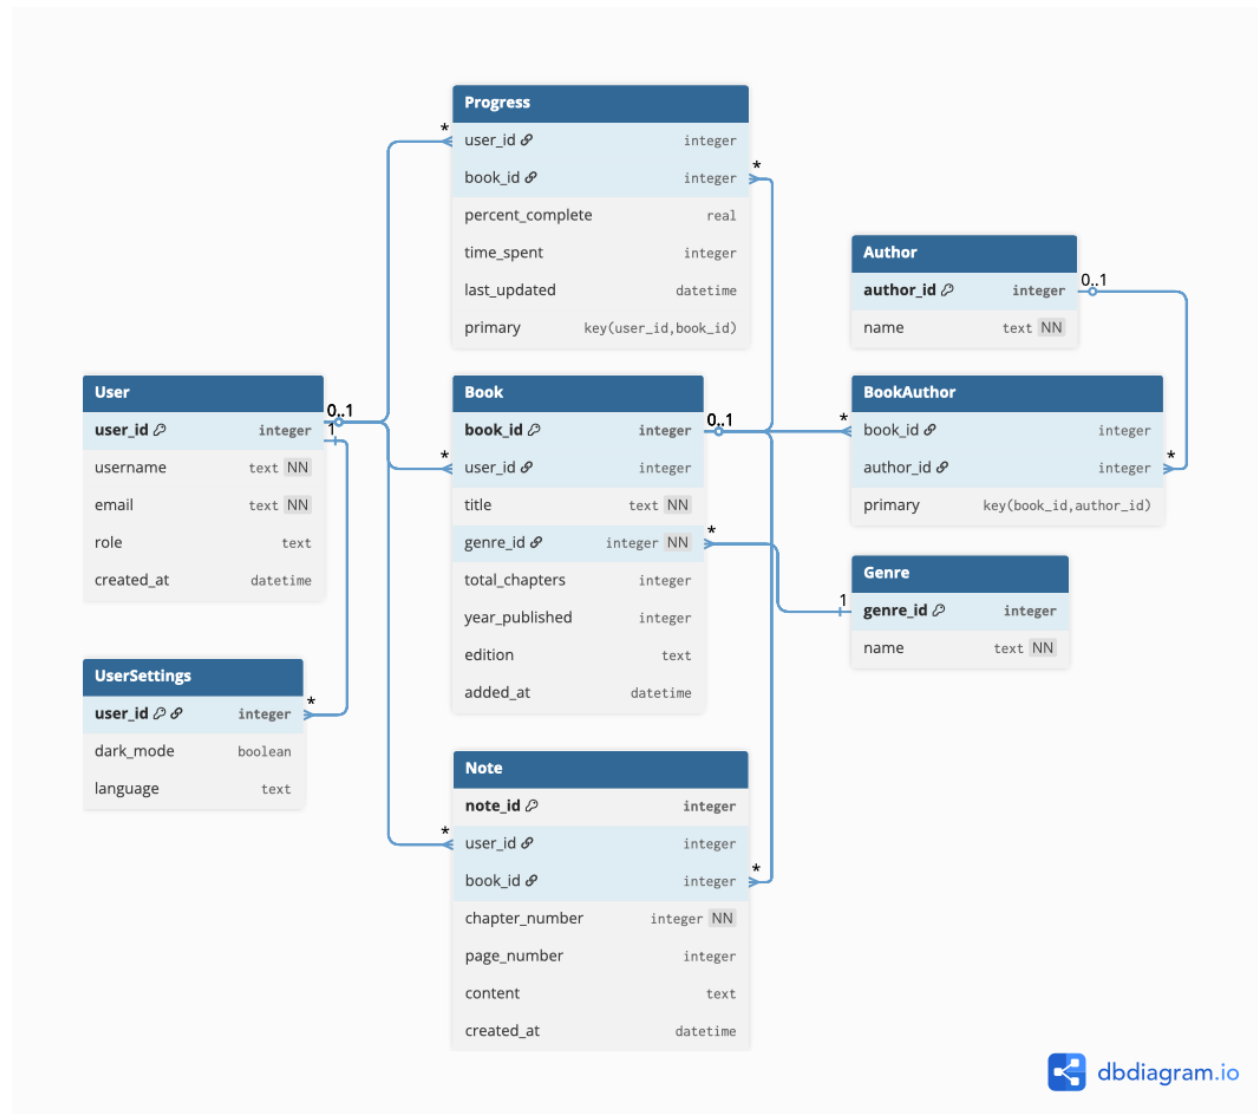 Progress
*
user_id integer
*
book_id integer
percent_complete real
time_spent integer
last_updated datetime
primary key(user_id,book_id)
Author
0..1
author_id integer
name text NN
User
0..1
user_id integer
1
username text NN
email text NN
role text
created_at datetime
Book
0..1
book_id integer
*
user_id integer
title text NN
*
genre_id integer NN
total_chapters integer
year_published integer
edition text
added_at datetime
BookAuthor
*
book_id integer
*
author_id integer
primary key(book_id,author_id)
Genre
1
genre_id integer
name text NN
UserSettings
*
user_id integer
dark_mode boolean
language text
Note
note_id integer
*
user_id integer
*
book_id integer
chapter_number integer NN
page_number integer
content text
created_at datetime
dbdiagram.io